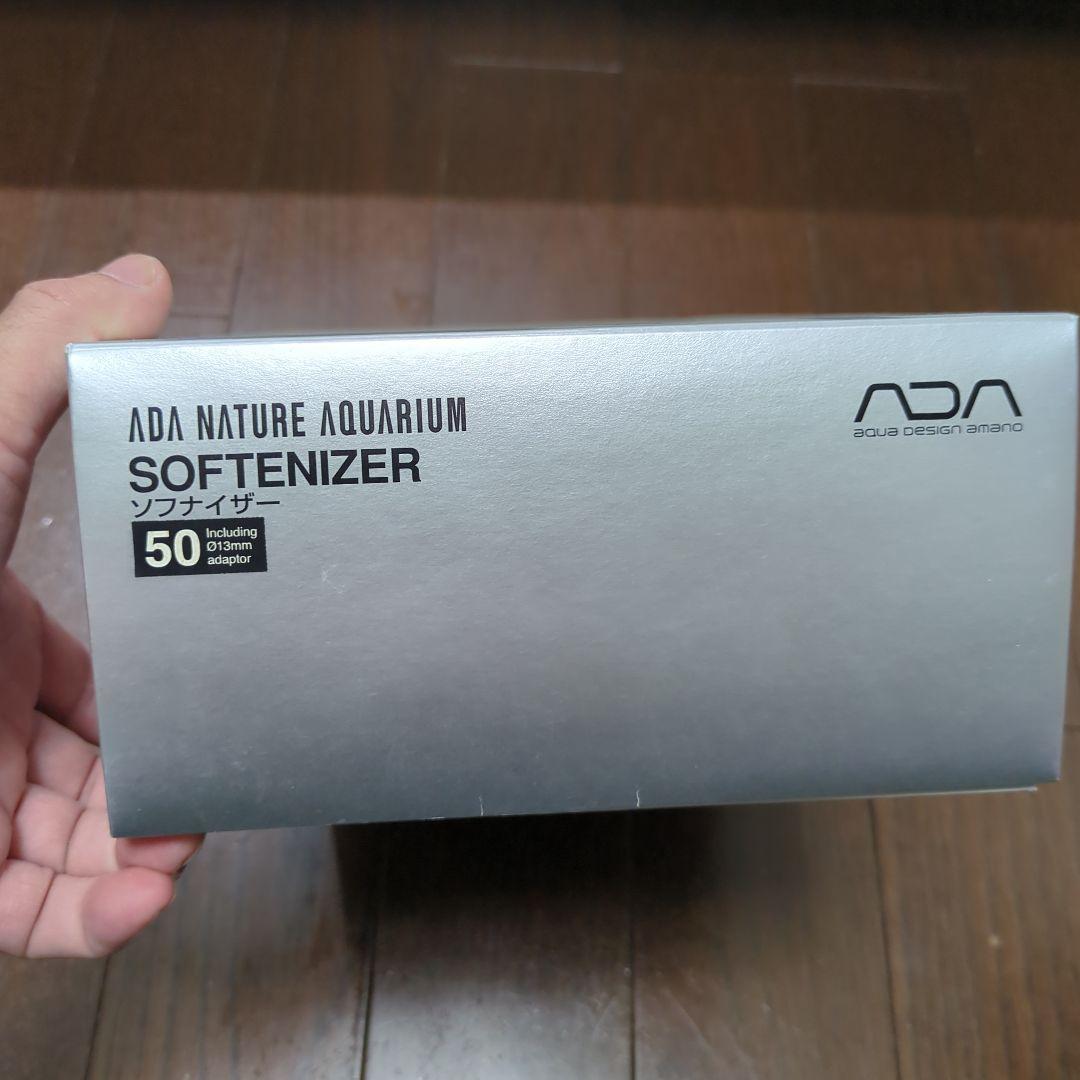 ADA NATURE AQUARIUM
SOFTENIZER
ソフナイザー
50 Including
Ø13mm
adaptor
ADA
aqua Design amano